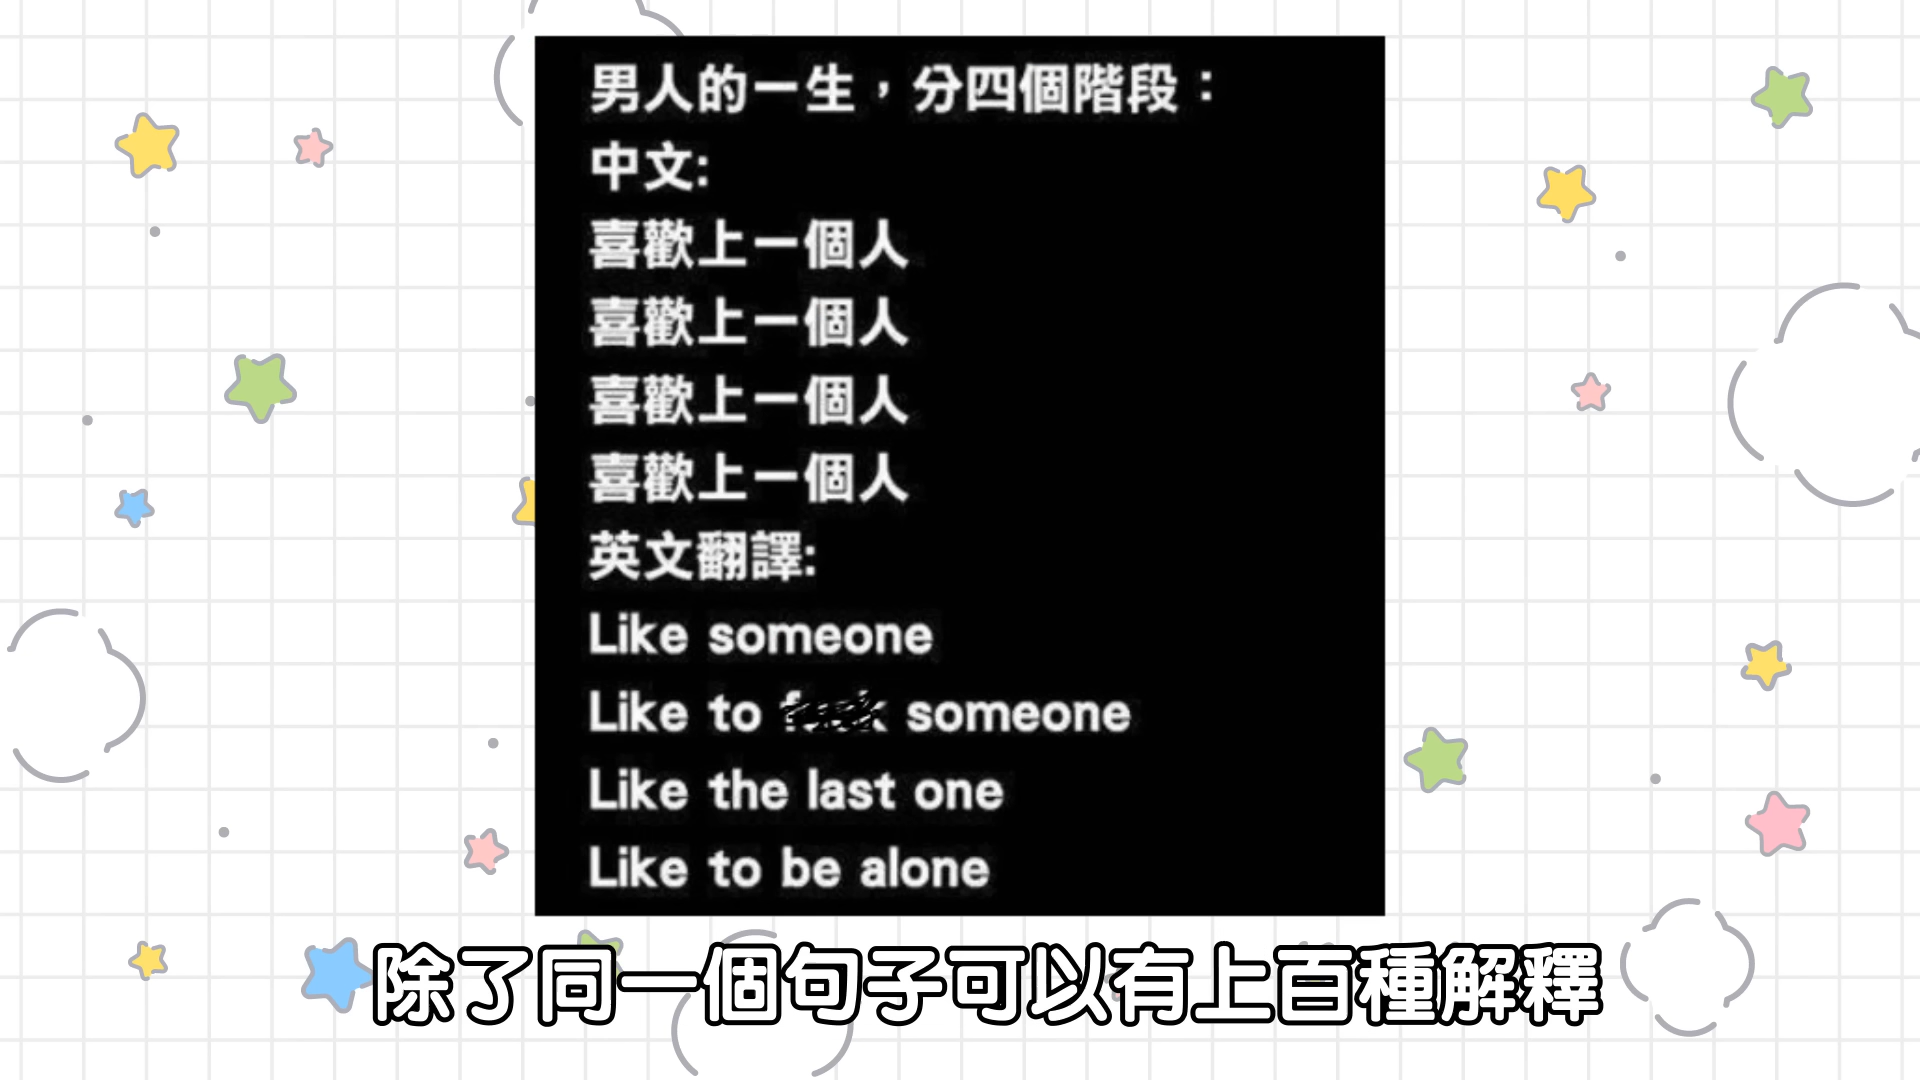 男人的一生，分四個階段：
中文:
喜歡上一個人
喜歡上一個人
喜歡上一個人
喜歡上一個人
英文翻譯:
Like someone
Like to someone
Like the last one
Like to be alone
除了同一個句子可以有上百種解釋